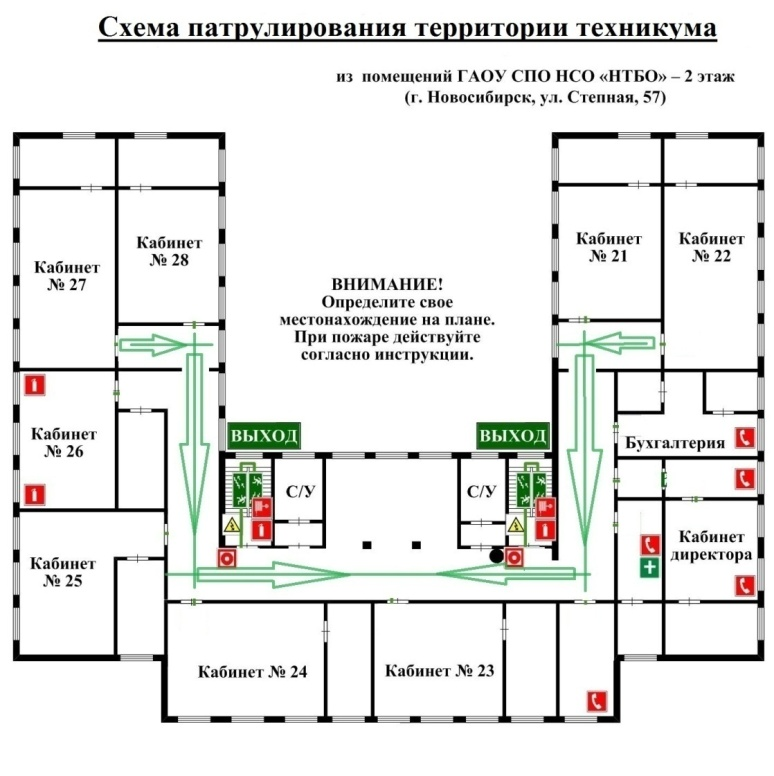 Схема патрулирования территории техникума
из помещений ГАОУ СПО НСО «НТБО» – 2 этаж
(г. Новосибирск, ул. Степная, 57)
Кабинет
№ 27
Кабинет
№ 28
Кабинет
№ 21
Кабинет
№ 22
ВНИМАНИЕ!
Определите свое
местонахождение на плане.
При пожаре действуйте
согласно инструкции.
Кабинет
№ 26
ВЫХОД
ВЫХОД
Бухгалтерия
С/У
С/У
Кабинет
№ 25
Кабинет
директора
Кабинет № 24
Кабинет № 23